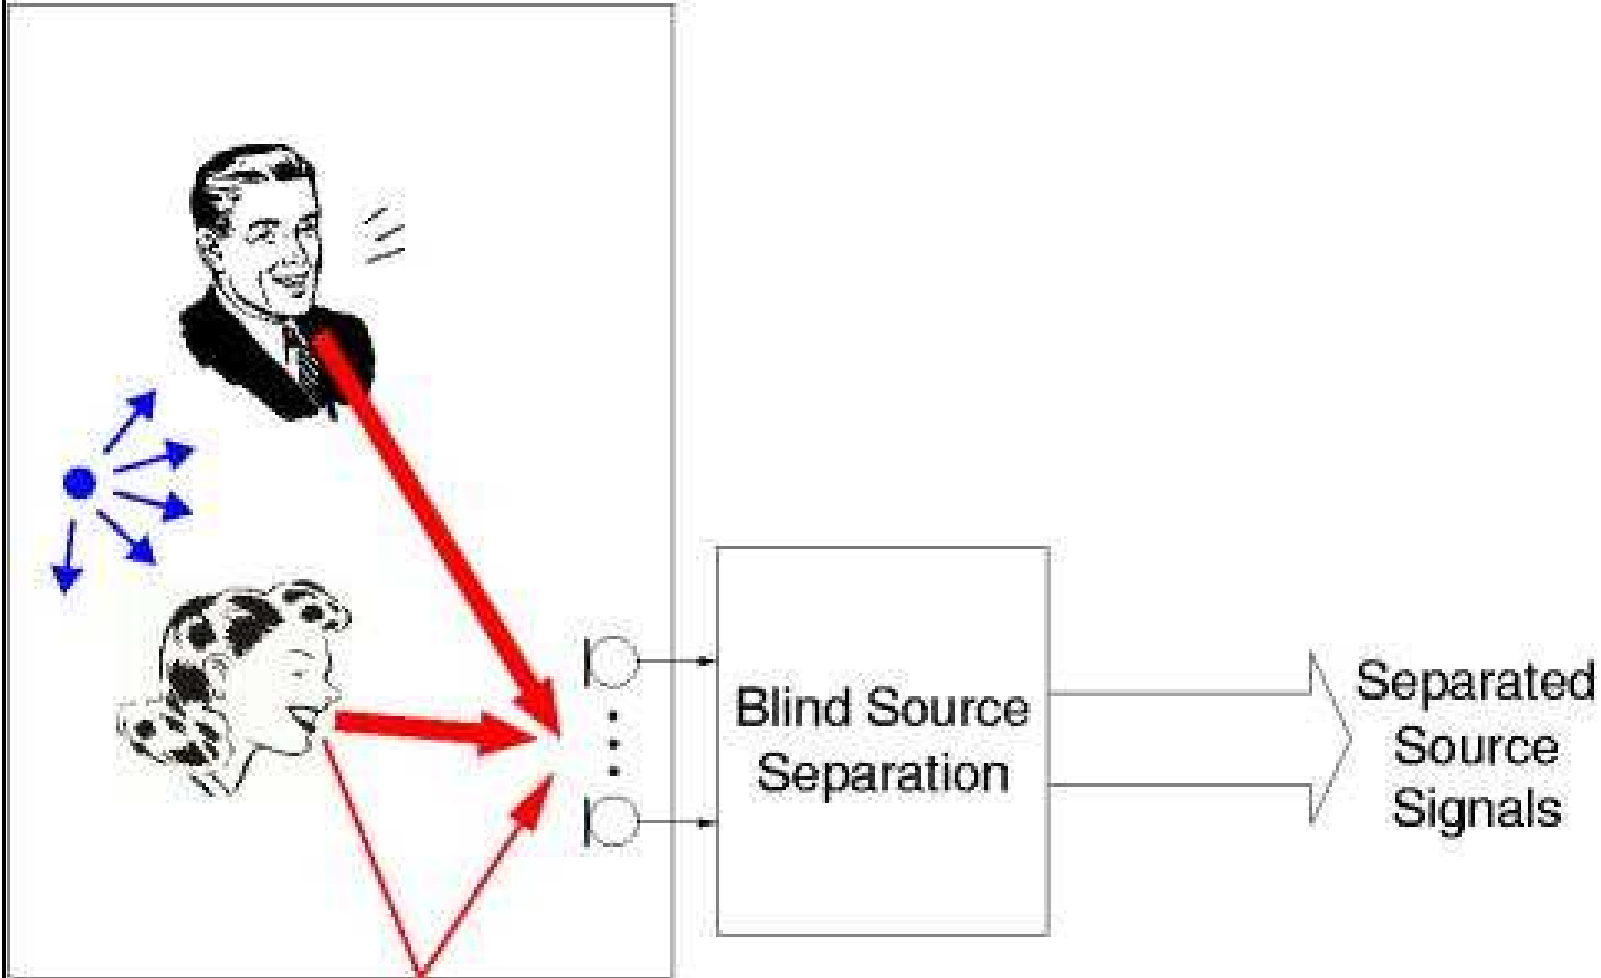 Blind Source
Separation
Separated
Source
Signals